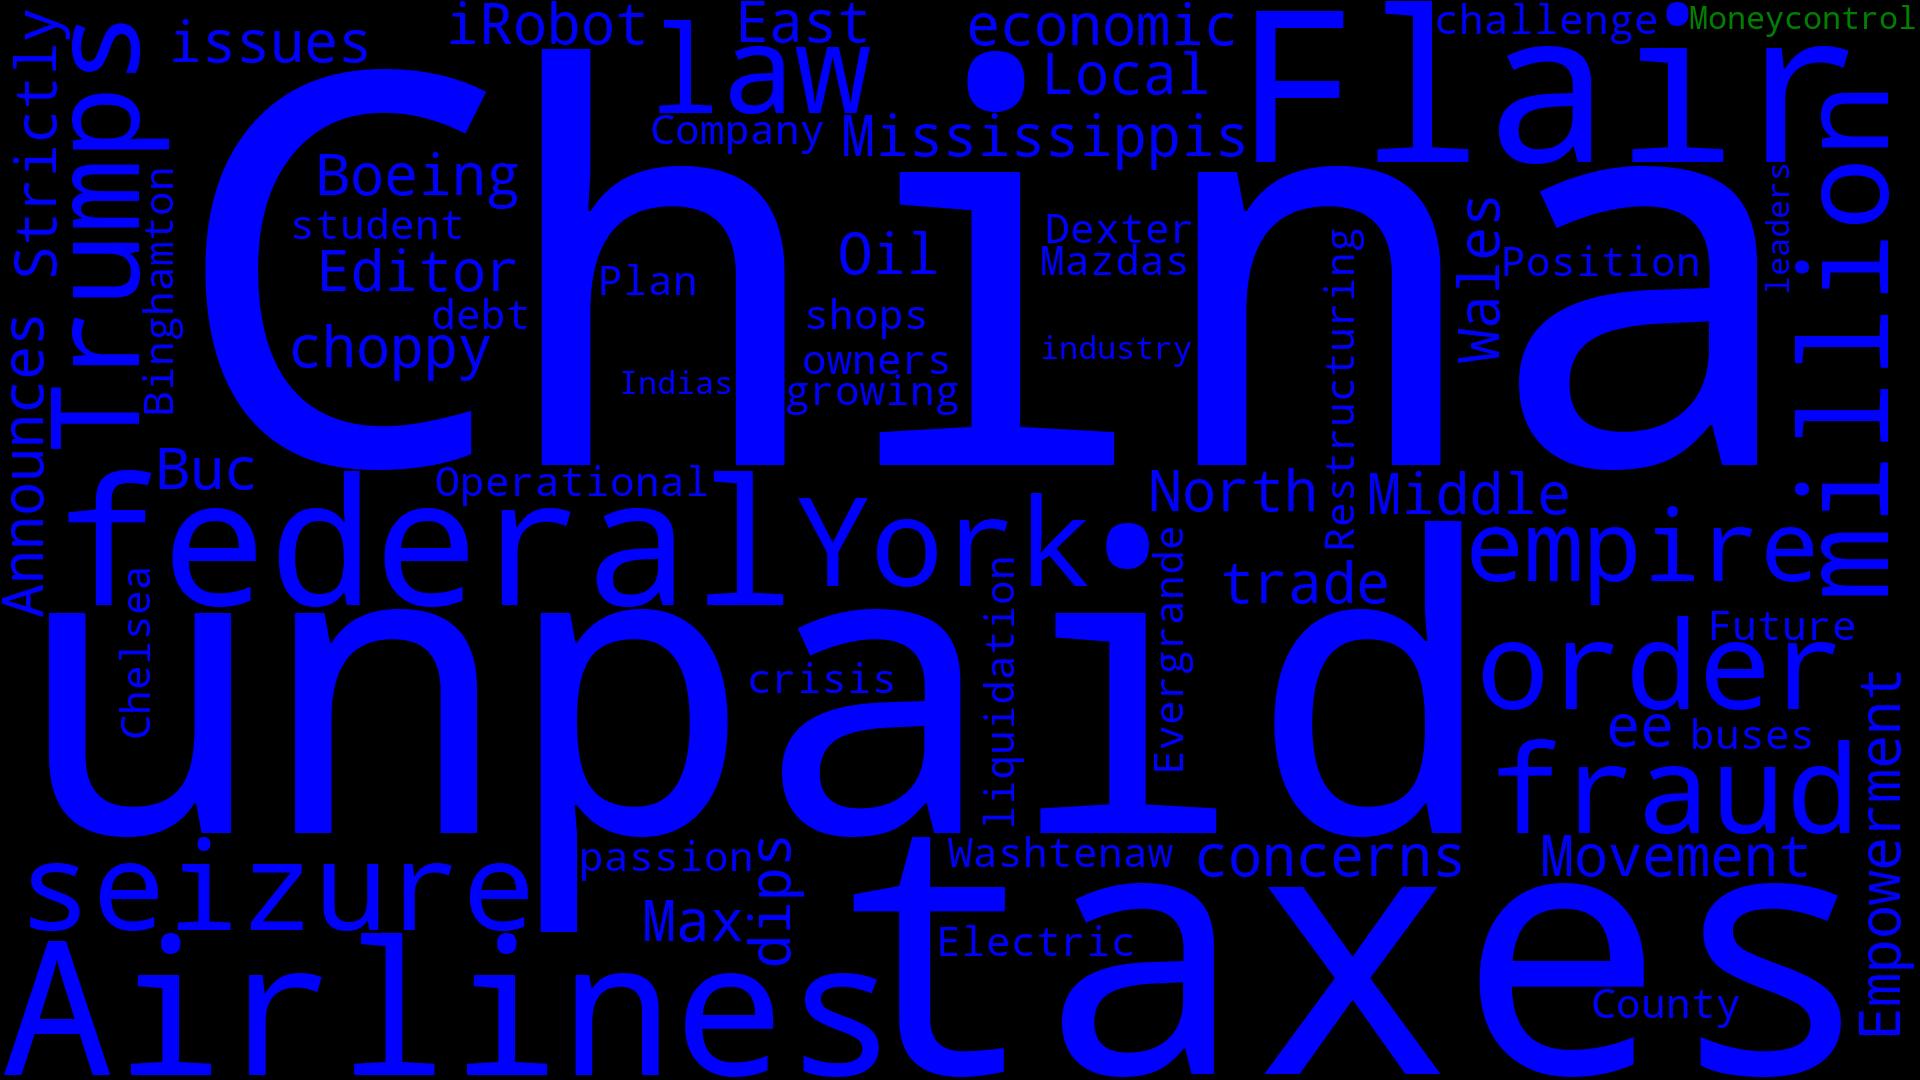 iRobot
East
economic
challenge
Moneycontrol
issues
law
Local
Flair
Strictly
Trumps
Company
Mississippis
China
million
Boeing
Binghamton
student
Dexter
leaders
Wales
Oil
Mazdas
Position
Editor
Plan
Restructuring
debt
shops
choppy
owners
industry
Indias
growing
Announces
Buc
Operational
North
Middle
federal
York
empire
trade
Evergrande
liquidation
Chelsea
unpaid
Future
order
crisis
ee
buses
fraud
Empowerment
seizure
passion
dips
Washtenaw
concerns
Movement
Max
taxes
Electric
Airlines
County